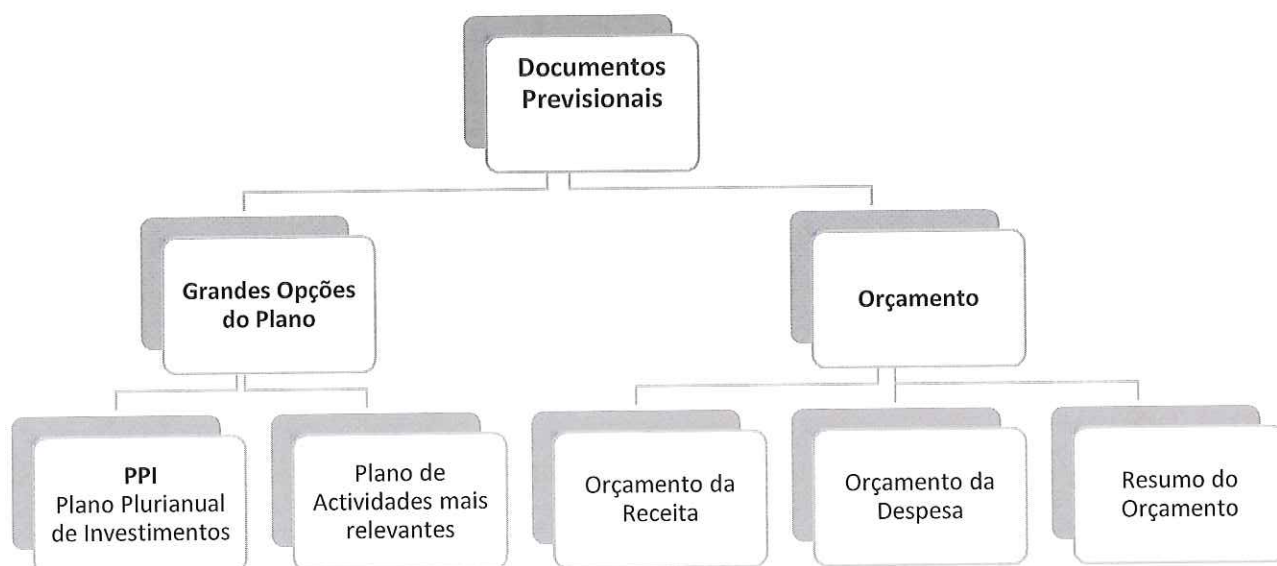 Documentos
Previsionais
Grandes Opções
do Plano
Orçamento
PPI
Plano Plurianual
de Investimentos
Plano de
Actividades mais
relevantes
Orçamento da
Receita
Orçamento da
Despesa
Resumo do
Orçamento